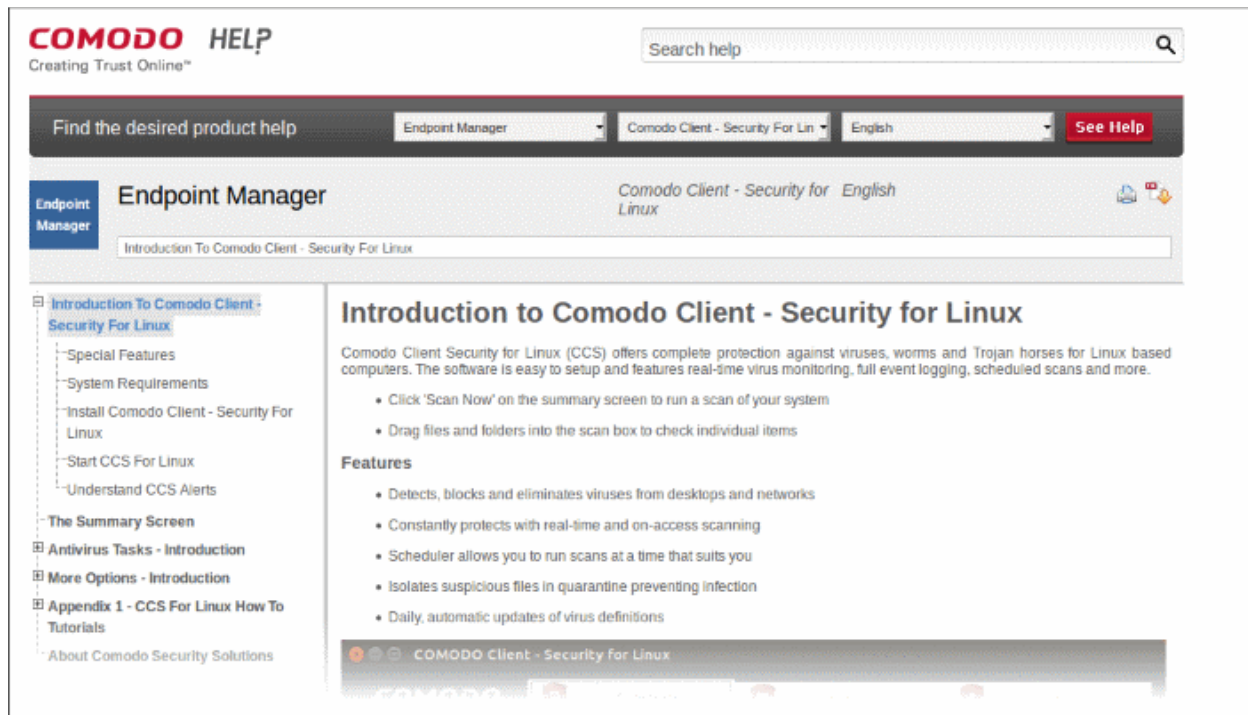 COMODO HELP
Creating Trust Online™
Search help
Find the desired product help
Endpoint Manager
Comodo Client - Security For Lin
English
See Help
Endpoint
Manager
Endpoint Manager
Comodo Client - Security for
Linux
English
Introduction To Comodo Client - Security For Linux
Introduction To Comodo Client -
Security For Linux
Special Features
System Requirements
Install Comodo Client - Security For
Linux
Start CCS For Linux
Understand CCS Alerts
The Summary Screen
Antivirus Tasks - Introduction
More Options - Introduction
Appendix 1 - CCS For Linux How To
Tutorials
About Comodo Security Solutions
Introduction to Comodo Client - Security for Linux
Comodo Client Security for Linux (CCS) offers complete protection against viruses, worms and Trojan horses for Linux based
computers. The software is easy to setup and features real-time virus monitoring, full event logging, scheduled scans and more.
• Click 'Scan Now' on the summary screen to run a scan of your system
• Drag files and folders into the scan box to check individual items
Features
• Detects, blocks and eliminates viruses from desktops and networks
• Constantly protects with real-time and on-access scanning
• Scheduler allows you to run scans at a time that suits you
• Isolates suspicious files in quarantine preventing infection
• Daily, automatic updates of virus definitions
COMODO Client - Security for Linux
COMODO